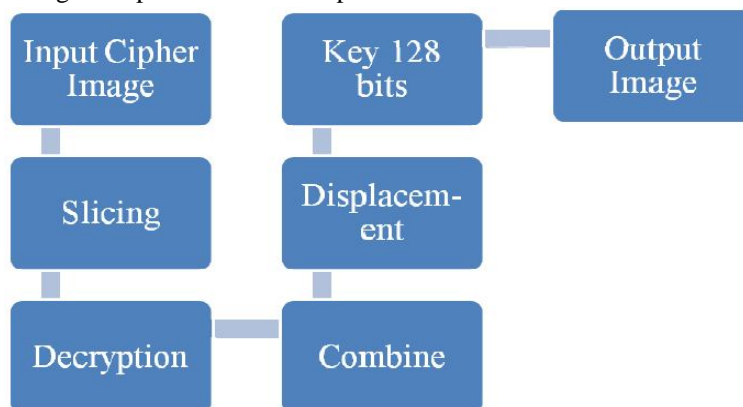 Input Cipher
Image
Slicing
Decryption
Combine
Displacem-
ent
Key 128
bits
Output
Image